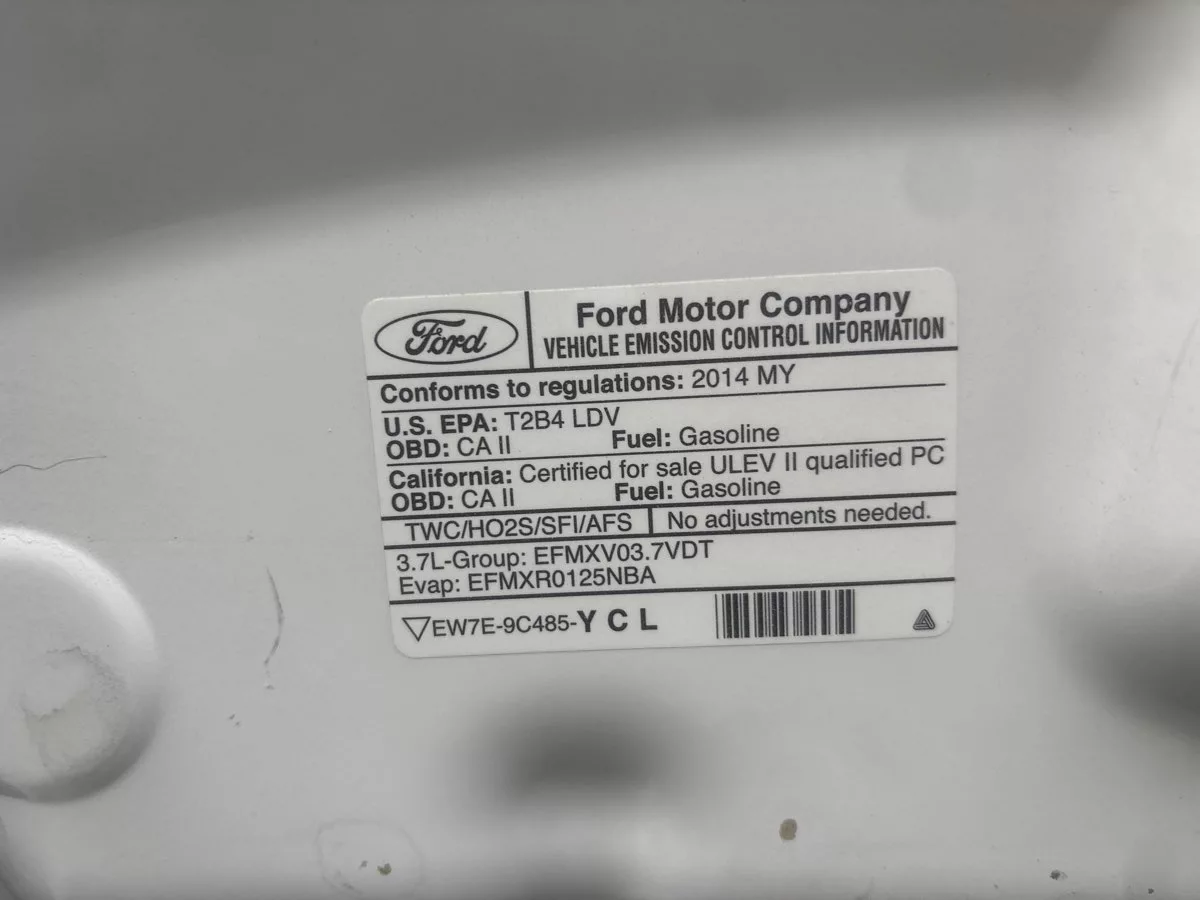 Ford
Ford Motor Company
VEHICLE EMISSION CONTROL INFORMATION
Conforms to regulations: 2014 MY
U.S. EPA: T2B4 LDV
OBD: CA II Fuel: Gasoline
California: Certified for sale ULEV II qualified PC
OBD: CA II Fuel: Gasoline
TWC/HO2S/SFI/AFS No adjustments needed.
3.7L-Group: EFMXV03.7VDT
Evap: EFMXR0125NBA
EW7E-9C485-Y C L